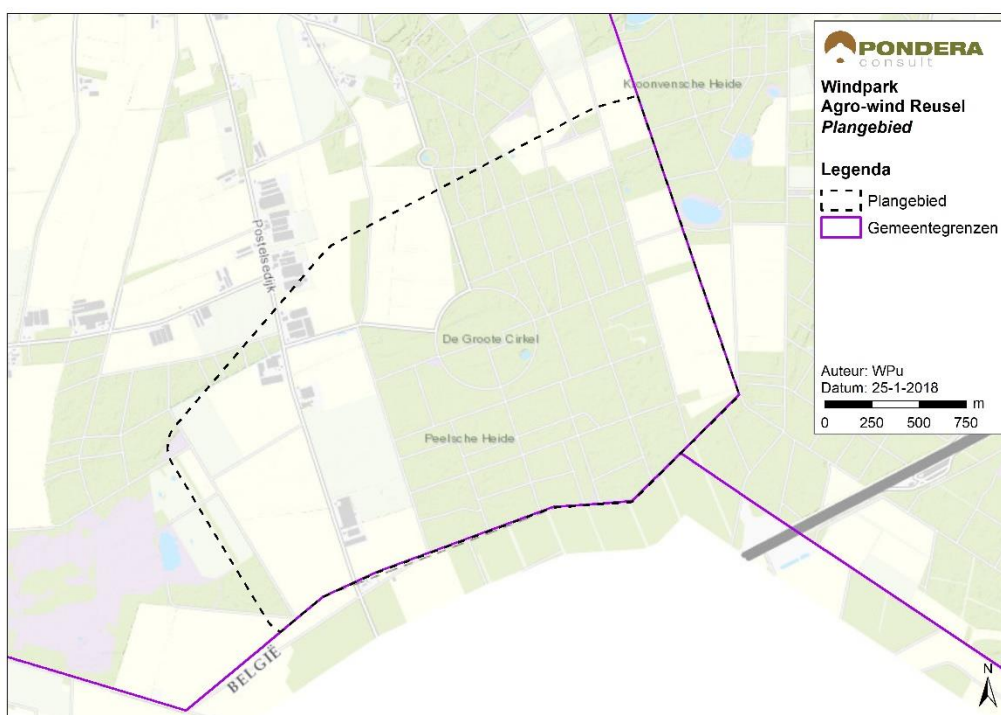 PONDERA
consult
Windpark
Agro-wind Reusel
Plangebied
Legenda
Plangebied
Gemeentegrenzen
Auteur: WPu
Datum: 25-1-2018
m
0 250 500 750
Kroonvensche Heide
Postelsedijk
De Groote Cirkel
Peelsche Heide
BELGIË
N